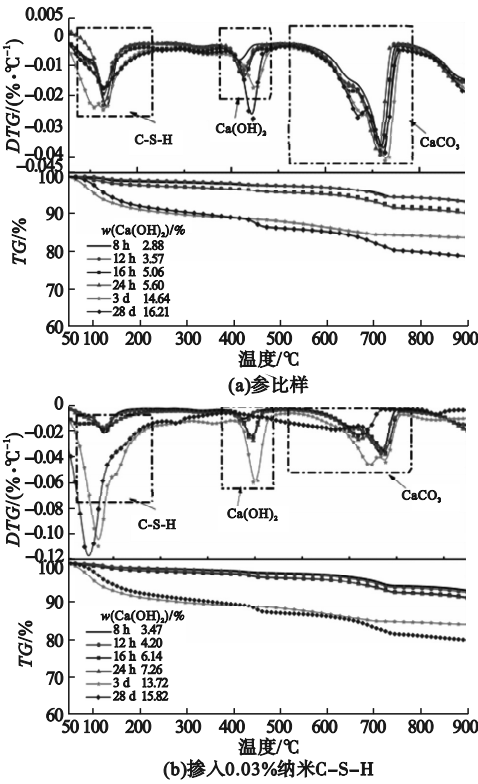 0.005
0
−0.01
−0.02
−0.03
−0.04
−0.045
DTG/(%·℃⁻¹)
C-S-H
Ca(OH)₂
CaCO₃
100
90
80
70
60
TG/%
w(Ca(OH)₂)/%
8 h 2.88
12 h 3.57
16 h 5.06
24 h 5.60
3 d 14.64
28 d 16.21
50 100 200 300 400 500 600 700 800 900
温度/℃
(a)参比样
0
−0.02
−0.04
−0.06
−0.08
−0.10
−0.12
DTG/(%·℃⁻¹)
C-S-H
Ca(OH)₂
CaCO₃
100
90
80
70
60
TG/%
w(Ca(OH)₂)/%
8 h 3.47
12 h 4.20
16 h 6.14
24 h 7.26
3 d 13.72
28 d 15.82
50 100 200 300 400 500 600 700 800 900
温度/℃
(b)掺入0.03%纳米C-S-H